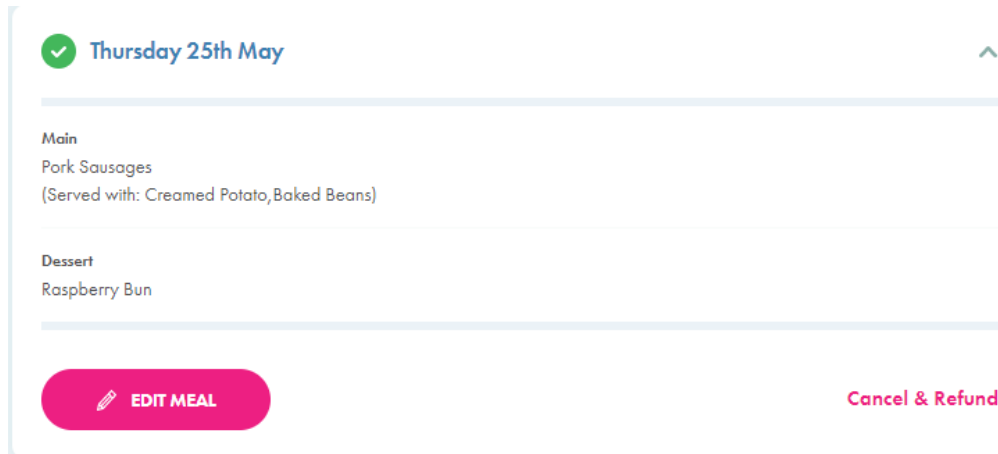 Thursday 25th May
Main
Pork Sausages
(Served with: Creamed Potato,Baked Beans)
Dessert
Raspberry Bun
EDIT MEAL
Cancel & Refund